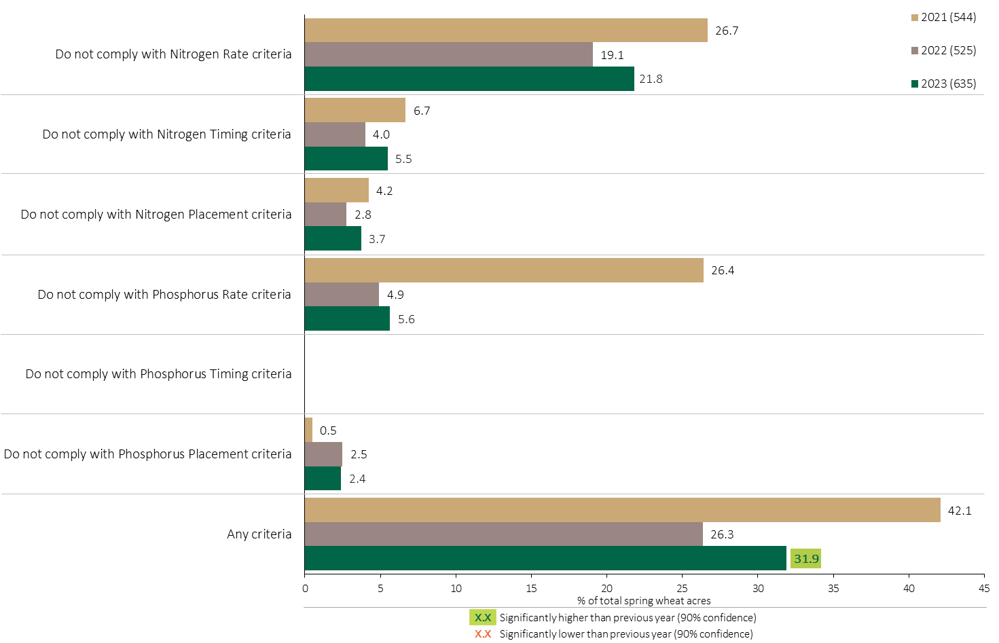 2021 (544)
2022 (525)
2023 (635)
Do not comply with Nitrogen Rate criteria
26.7
19.1
21.8
Do not comply with Nitrogen Timing criteria
6.7
4.0
5.5
Do not comply with Nitrogen Placement criteria
4.2
2.8
3.7
Do not comply with Phosphorus Rate criteria
26.4
4.9
5.6
Do not comply with Phosphorus Timing criteria
Do not comply with Phosphorus Placement criteria
0.5
2.5
2.4
Any criteria
42.1
26.3
31.9
0 5 10 15 20 25 30 35 40 45
% of total spring wheat acres
X.X Significantly higher than previous year (90% confidence)
X.X Significantly lower than previous year (90% confidence)